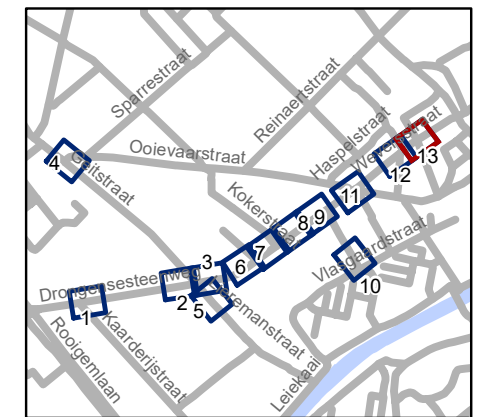 Sparrestraat
Reinaertstraat
Haspelstraat
Weversstraat
13
12
Ooievaarstraat
4
Geitstraat
Kokerstraat
11
8
9
7
6
3
Vlasgaardstraat
10
Drongensesteenweg
2
5
1
Rooigemlaan
Kaarderijstraat
Leiekaai